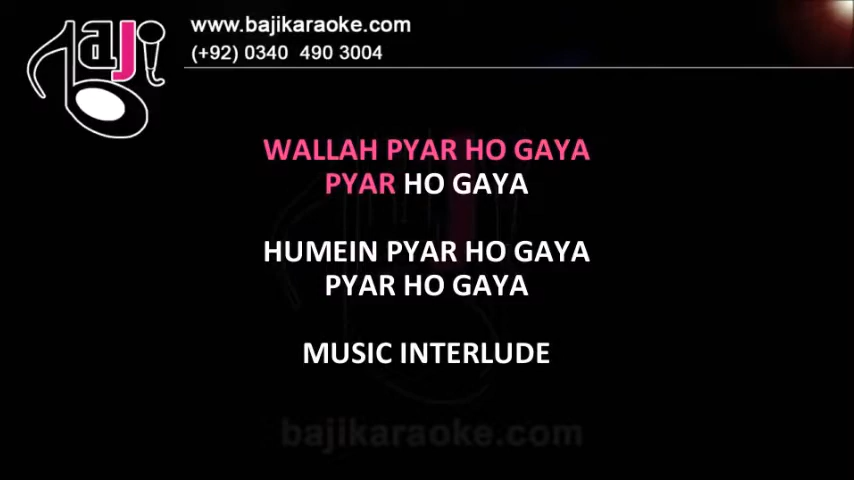 www.bajikaraoke.com
(+92) 0340 490 3004
Baji
WALLAH PYAR HO GAYA
PYAR HO GAYA
HUMEIN PYAR HO GAYA
PYAR HO GAYA
MUSIC INTERLUDE
bajikaraoke.com